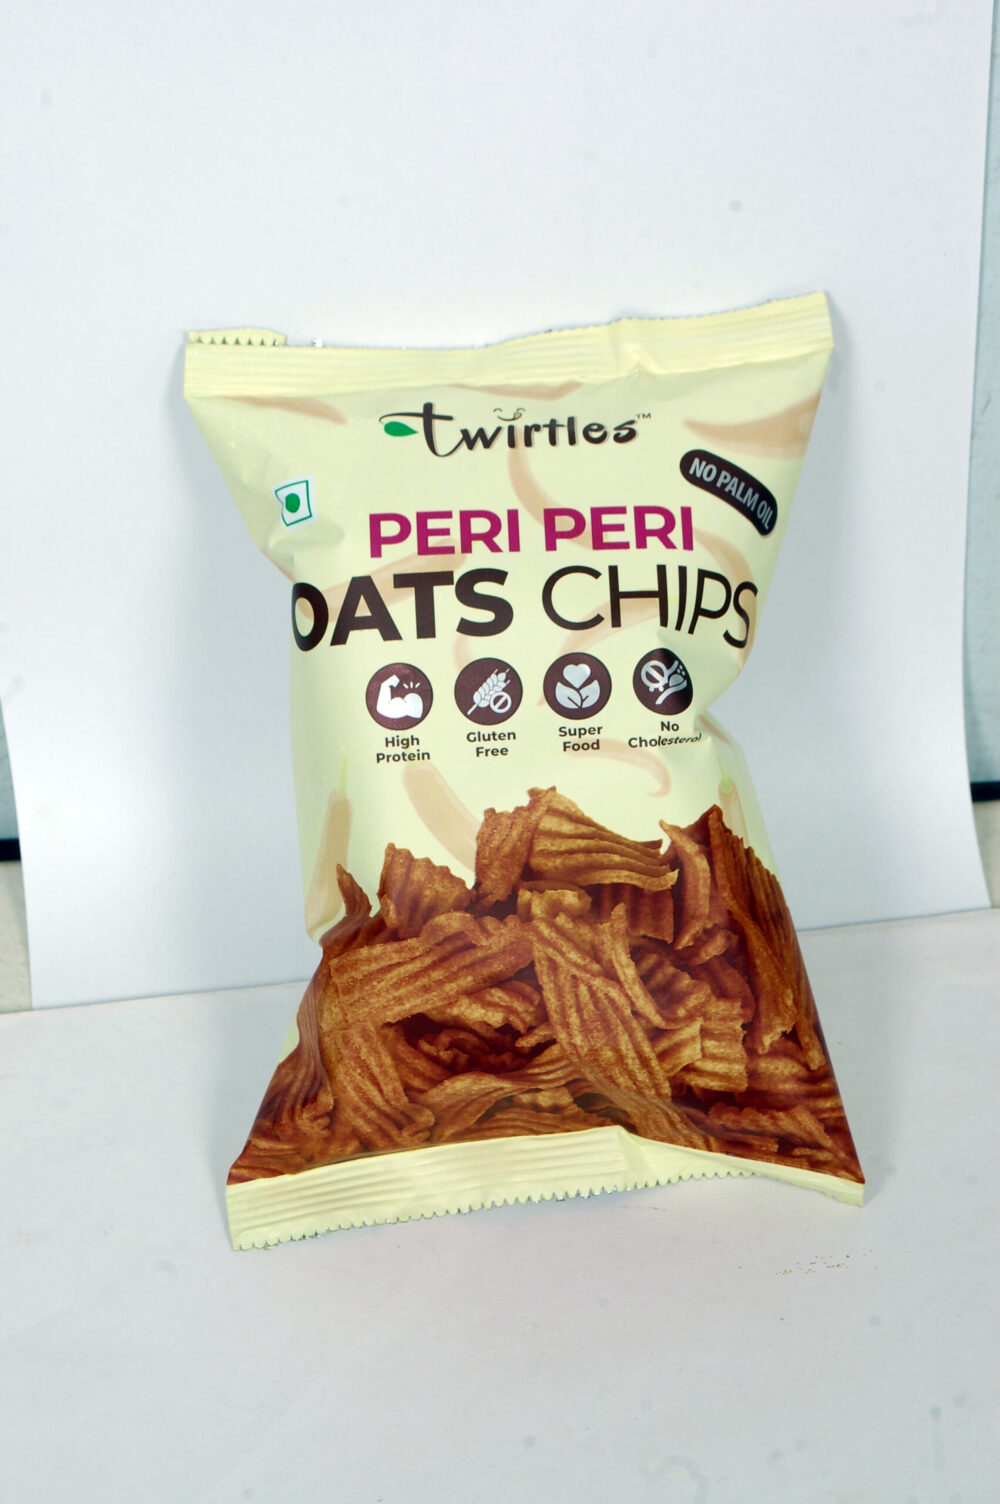 twirtles™
NO PALM OIL
PERI PERI
OATS CHIPS
High
Protein
Gluten
Free
Super
Food
No
Cholesterol